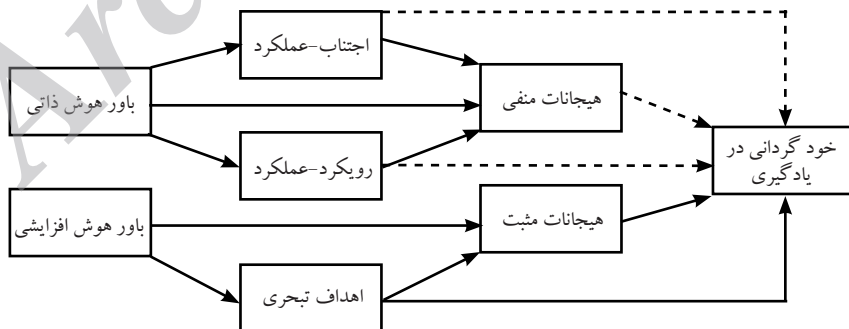 اجتناب-عملکرد
باور هوش ذاتی
هیجانات منفی
رویکرد-عملکرد
خود گردانی در
یادگیری
باور هوش افزایشی
هیجانات مثبت
اهداف تبحری